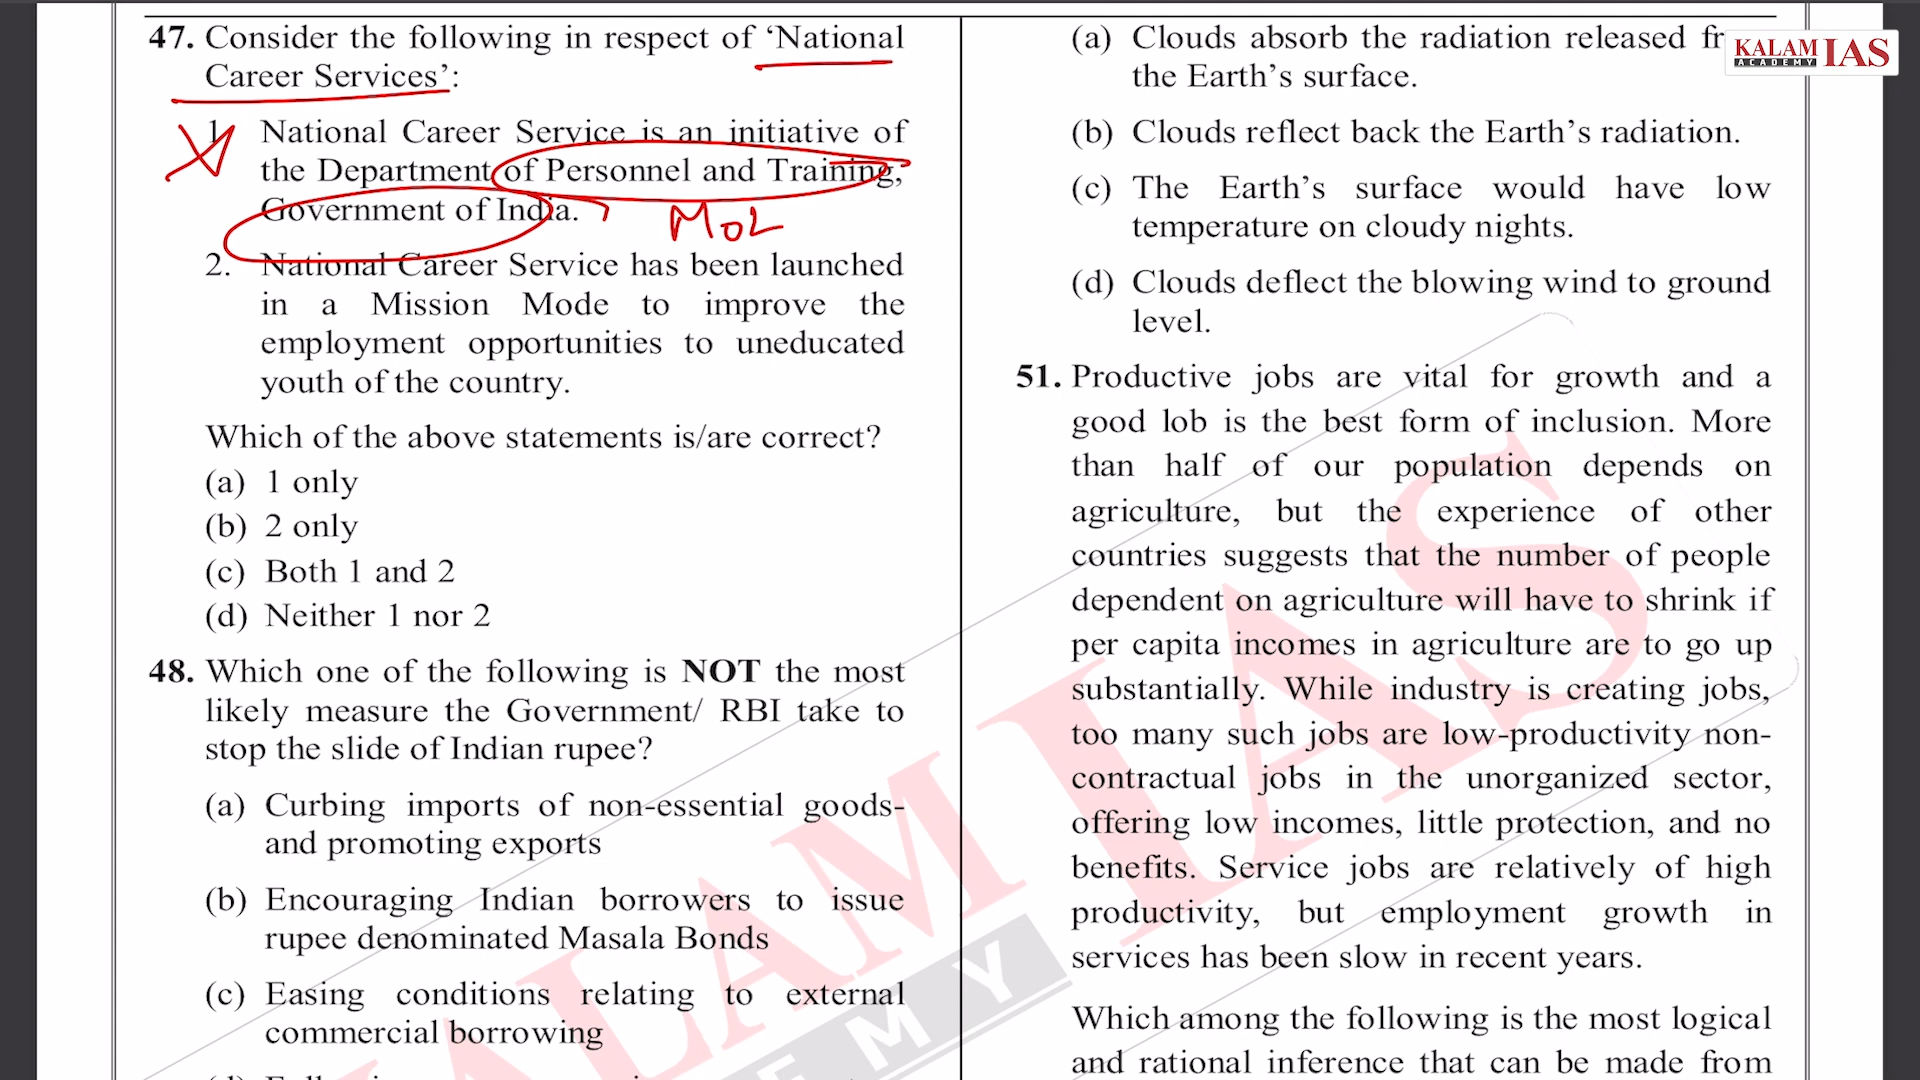 47. Consider the following in respect of ‘National
Career Services’:
1. National Career Service is an initiative of
the Department of Personnel and Training,
Government of India.
MOL
2. National Career Service has been launched
in a Mission Mode to improve the
employment opportunities to uneducated
youth of the country.
Which of the above statements is/are correct?
(a) 1 only
(b) 2 only
(c) Both 1 and 2
(d) Neither 1 nor 2
48. Which one of the following is NOT the most
likely measure the Government/ RBI take to
stop the slide of Indian rupee?
(a) Curbing imports of non-essential goods-
and promoting exports
(b) Encouraging Indian borrowers to issue
rupee denominated Masala Bonds
(c) Easing conditions relating to external
commercial borrowing
(a) Clouds absorb the radiation released
the Earth’s surface.
(b) Clouds reflect back the Earth’s radiation.
(c) The Earth’s surface would have low
temperature on cloudy nights.
(d) Clouds deflect the blowing wind to ground
level.
51. Productive jobs are vital for growth and a
good lob is the best form of inclusion. More
than half of our population depends on
agriculture, but the experience of other
countries suggests that the number of people
dependent on agriculture will have to shrink if
per capita incomes in agriculture are to go up
substantially. While industry is creating jobs,
too many such jobs are low-productivity non-
contractual jobs in the unorganized sector,
offering low incomes, little protection, and no
benefits. Service jobs are relatively of high
productivity, but employment growth in
services has been slow in recent years.
Which among the following is the most logical
and rational inference that can be made from
KALAM IAS
ACADEMY